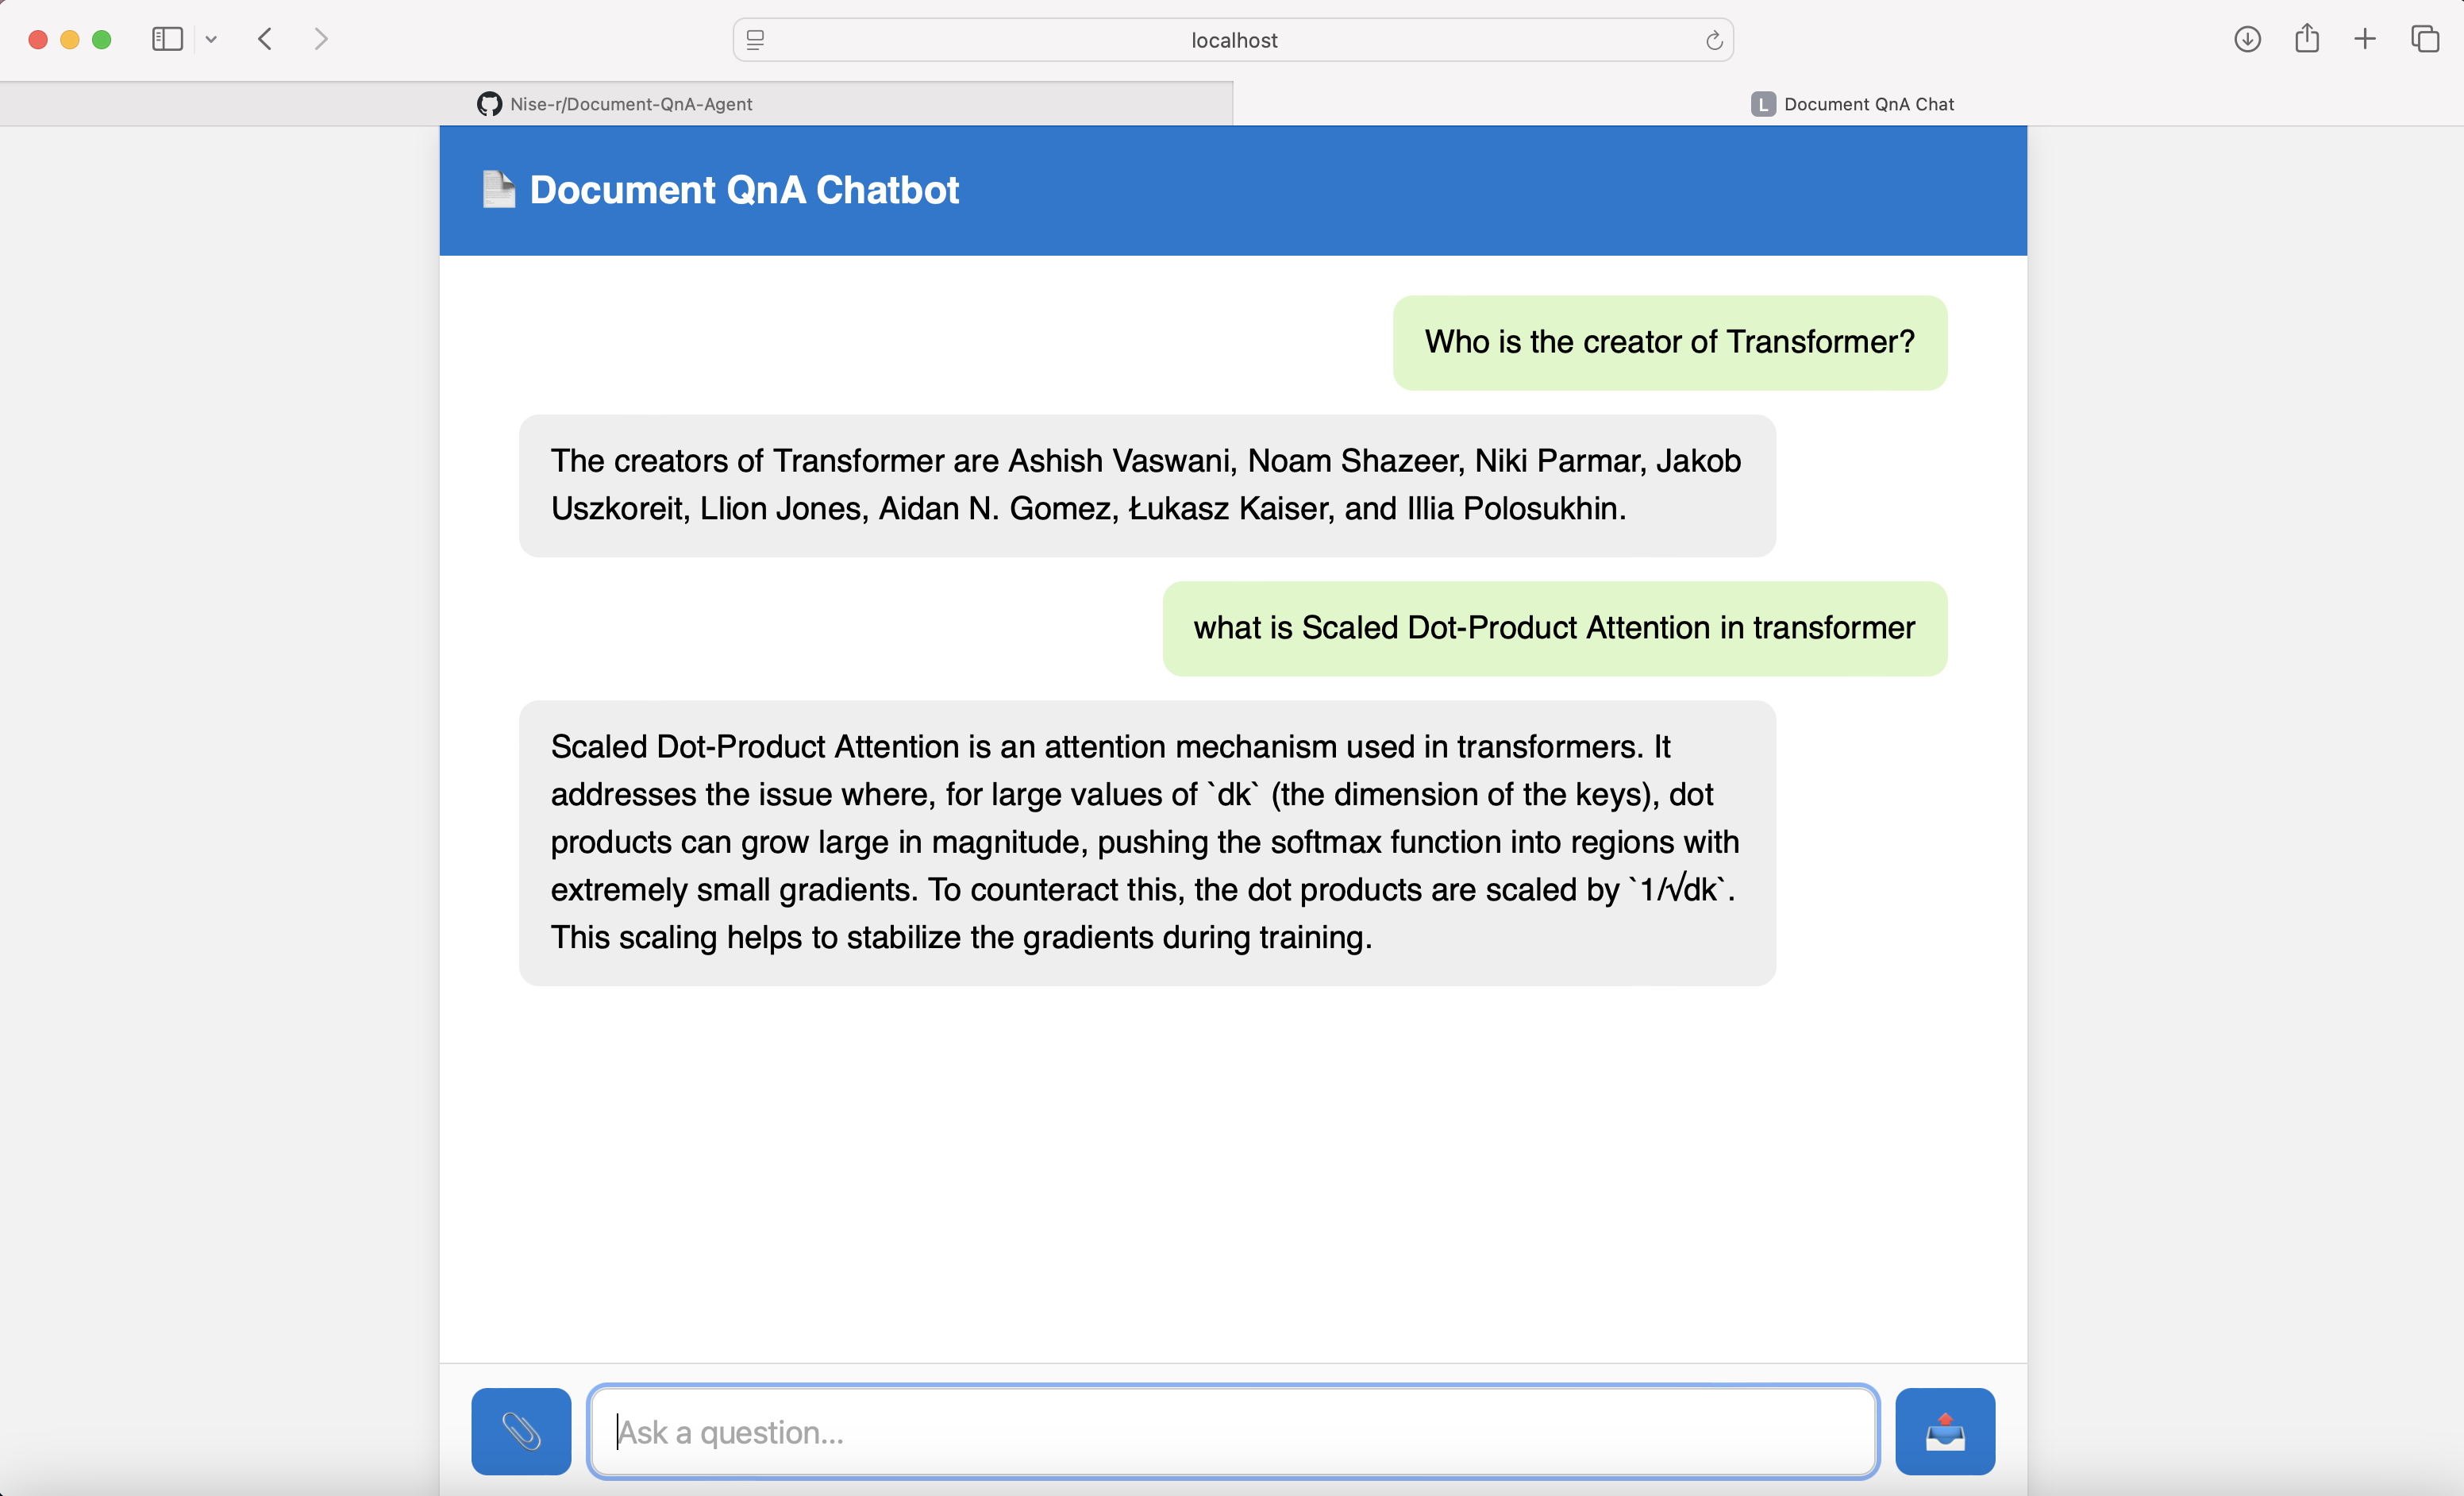 localhost
Nise-r/Document-QnA-Agent
L Document QnA Chat
Document QnA Chatbot
Who is the creator of Transformer?
The creators of Transformer are Ashish Vaswani, Noam Shazeer, Niki Parmar, Jakob
Uszkoreit, Llion Jones, Aidan N. Gomez, Łukasz Kaiser, and Illia Polosukhin.
what is Scaled Dot-Product Attention in transformer
Scaled Dot-Product Attention is an attention mechanism used in transformers. It
addresses the issue where, for large values of `dk` (the dimension of the keys), dot
products can grow large in magnitude, pushing the softmax function into regions with
extremely small gradients. To counteract this, the dot products are scaled by `1/√dk`.
This scaling helps to stabilize the gradients during training.
Ask a question...